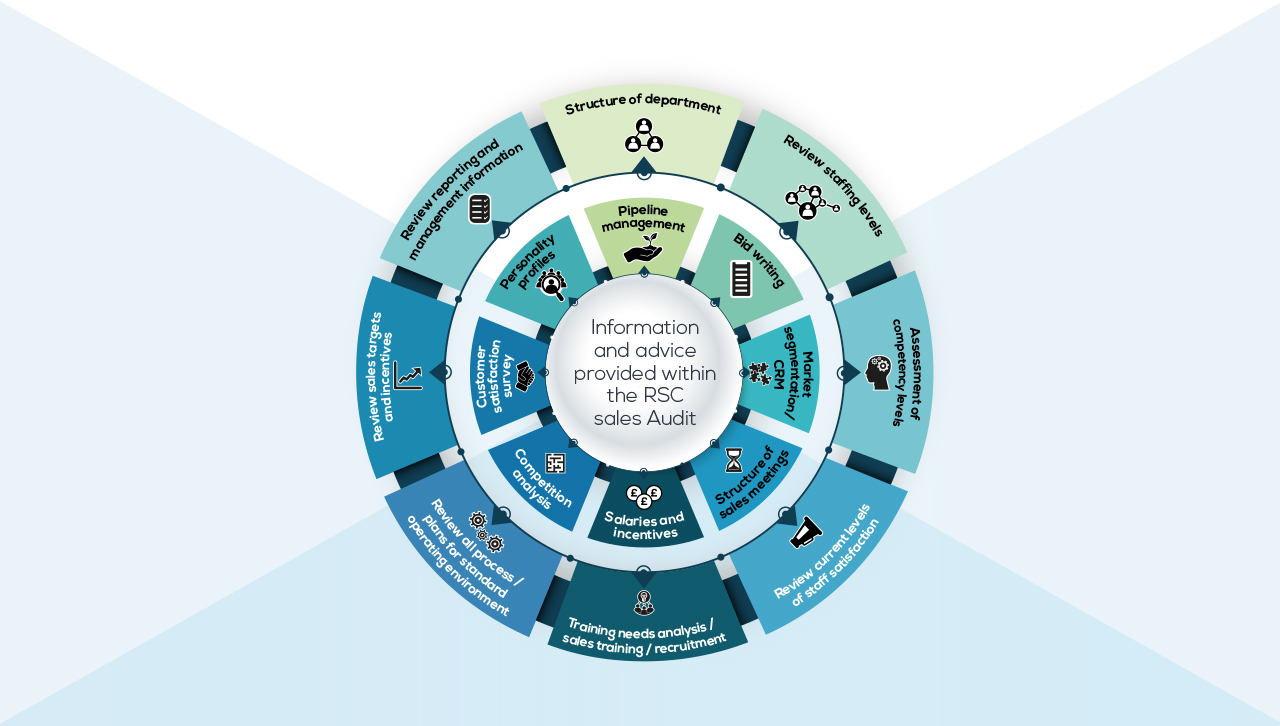 Structure of department
Review staffing levels
Assessment of
competency levels
Review current levels
of staff satisfaction
Training needs analysis /
sales training / recruitment
Review all process /
plans for standard
operating environment
Review sales targets
and incentives
Review reporting and
management information
Pipeline
management
Bid writing
Market
segmentation/
CRM
Structure of
sales meetings
£ £ £
Salaries and
incentives
Competition
analysis
Customer
satisfaction
survey
Personality
profiles
Information
and advice
provided within
the RSC
sales Audit